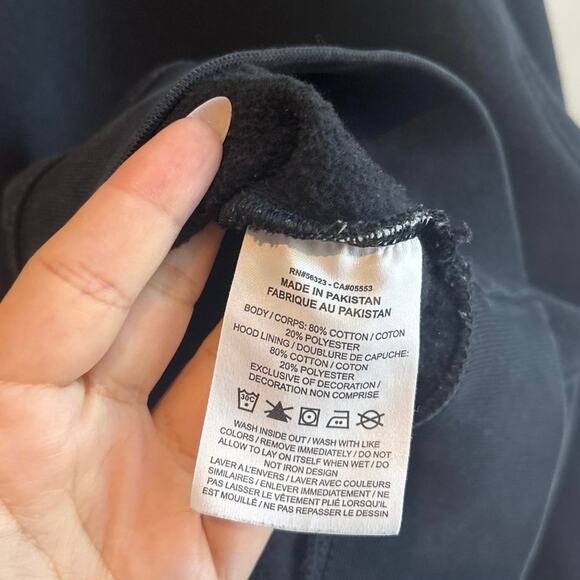 RN#56323 - CA#05553
MADE IN PAKISTAN
FABRIQUE AU PAKISTAN
BODY / CORPS: 80% COTTON / COTON
20% POLYESTER
HOOD LINING / DOUBLURE DE CAPUCHE:
80% COTTON / COTON
20% POLYESTER
EXCLUSIVE OF DECORATION /
DECORATION NON COMPRISE
30C
WASH INSIDE OUT / WASH WITH LIKE
COLORS / REMOVE IMMEDIATELY / DO NOT
ALLOW TO LAY ON ITSELF WHEN WET / DO
NOT IRON DESIGN
LAVER A L'ENVERS / LAVER AVEC COULEURS
SIMILAIRES / ENLEVER IMMEDIATEMENT / NE
PAS LAISSER LE VÊTEMENT PLIÉ LORSQU'IL
EST MOUILLÉ / NE PAS REPASSER LE DESSIN